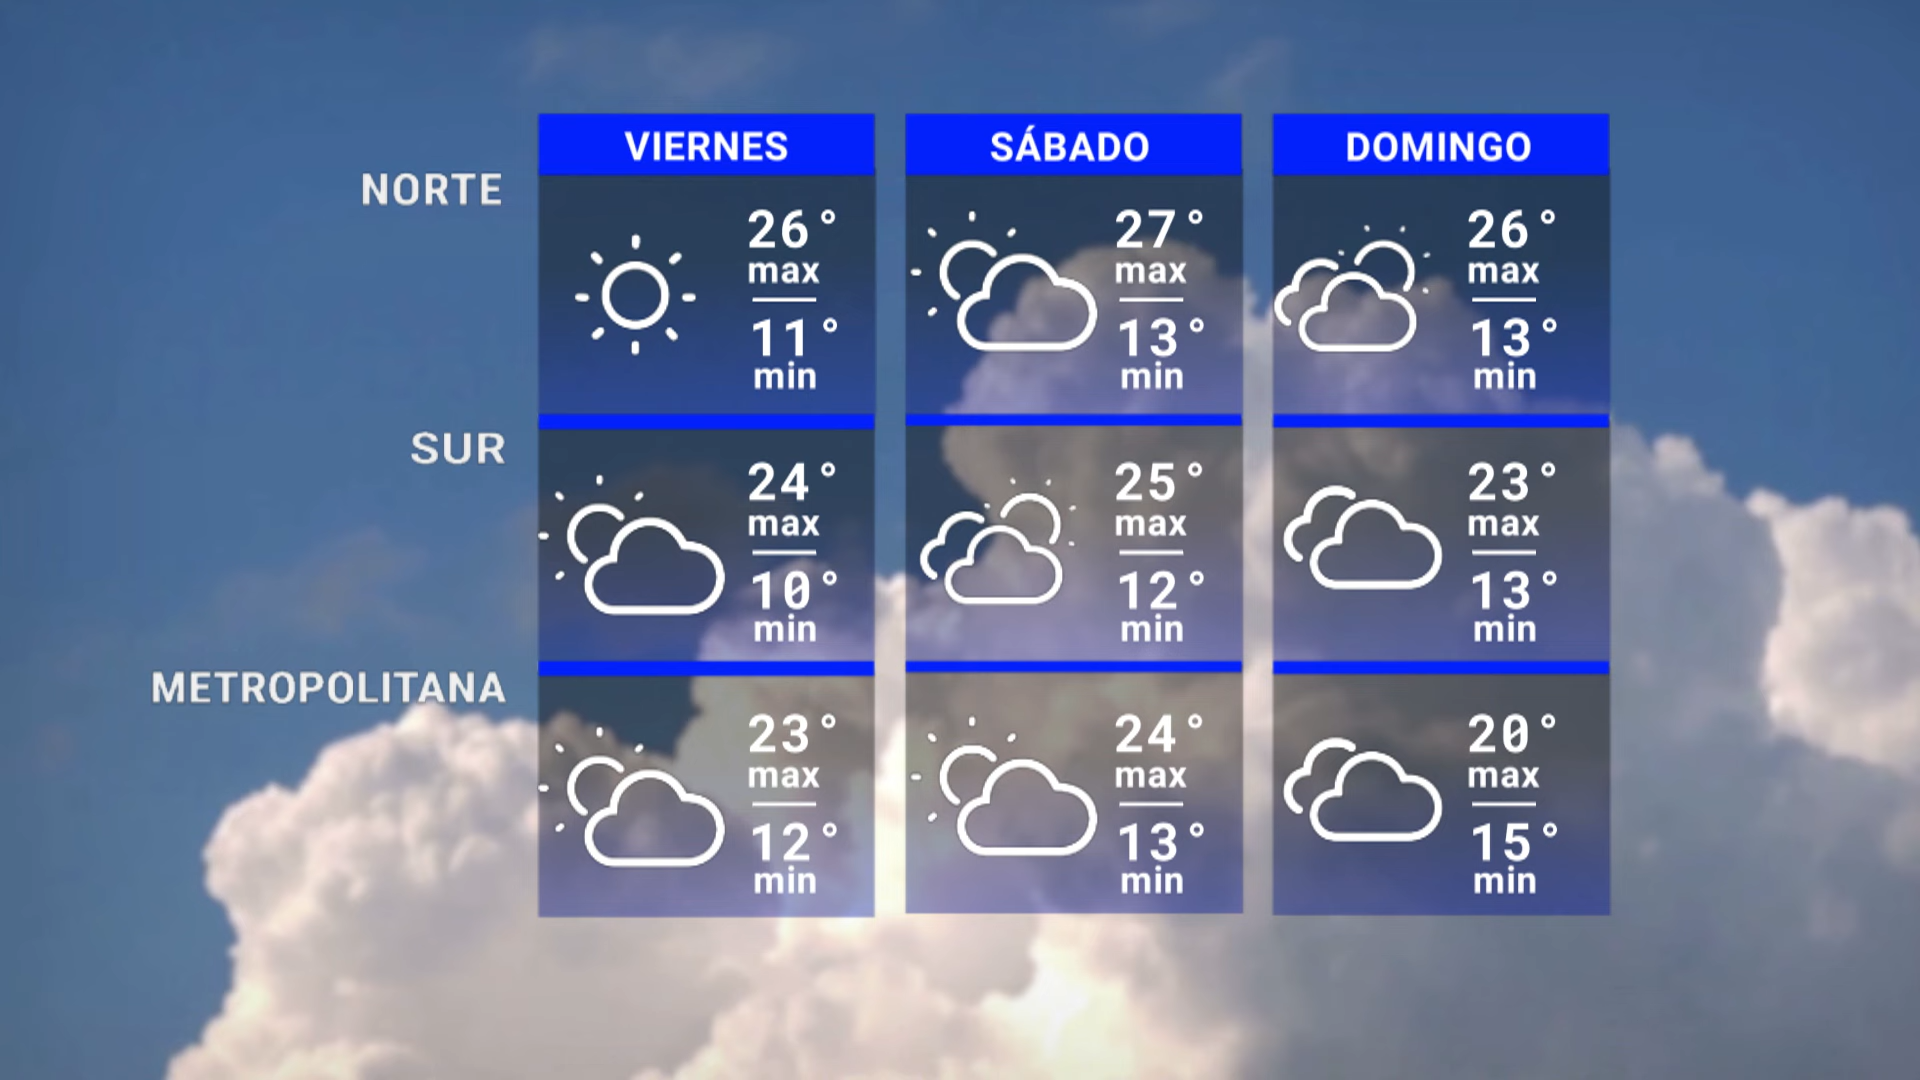 VIERNES SÁBADO DOMINGO
NORTE
26° 27° 26°
max max max
11° 13° 13°
min min min
SUR
24° 25° 23°
max max max
10° 12° 13°
min min min
METROPOLITANA
23° 24° 20°
max max max
12° 13° 15°
min min min